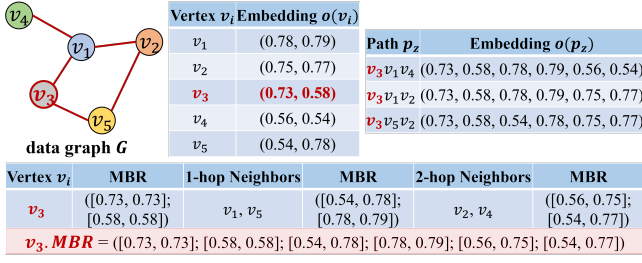 v4
v1
v2
v3
v5
data graph G
Vertex vi Embedding o(vi)
v1 (0.78, 0.79)
v2 (0.75, 0.77)
v3 (0.73, 0.58)
v4 (0.56, 0.54)
v5 (0.54, 0.78)
Path pz Embedding o(pz)
v3v1v4 (0.73, 0.58, 0.78, 0.79, 0.56, 0.54)
v3v1v2 (0.73, 0.58, 0.78, 0.79, 0.75, 0.77)
v3v5v2 (0.73, 0.58, 0.54, 0.78, 0.75, 0.77)
Vertex vi MBR 1-hop Neighbors MBR 2-hop Neighbors MBR
v3 ([0.73, 0.73]; [0.58, 0.58]) v1, v5 ([0.54, 0.78]; [0.78, 0.79]) v2, v4 ([0.56, 0.75]; [0.54, 0.77])
v3.MBR = ([0.73, 0.73]; [0.58, 0.58]; [0.54, 0.78]; [0.78, 0.79]; [0.56, 0.75]; [0.54, 0.77])